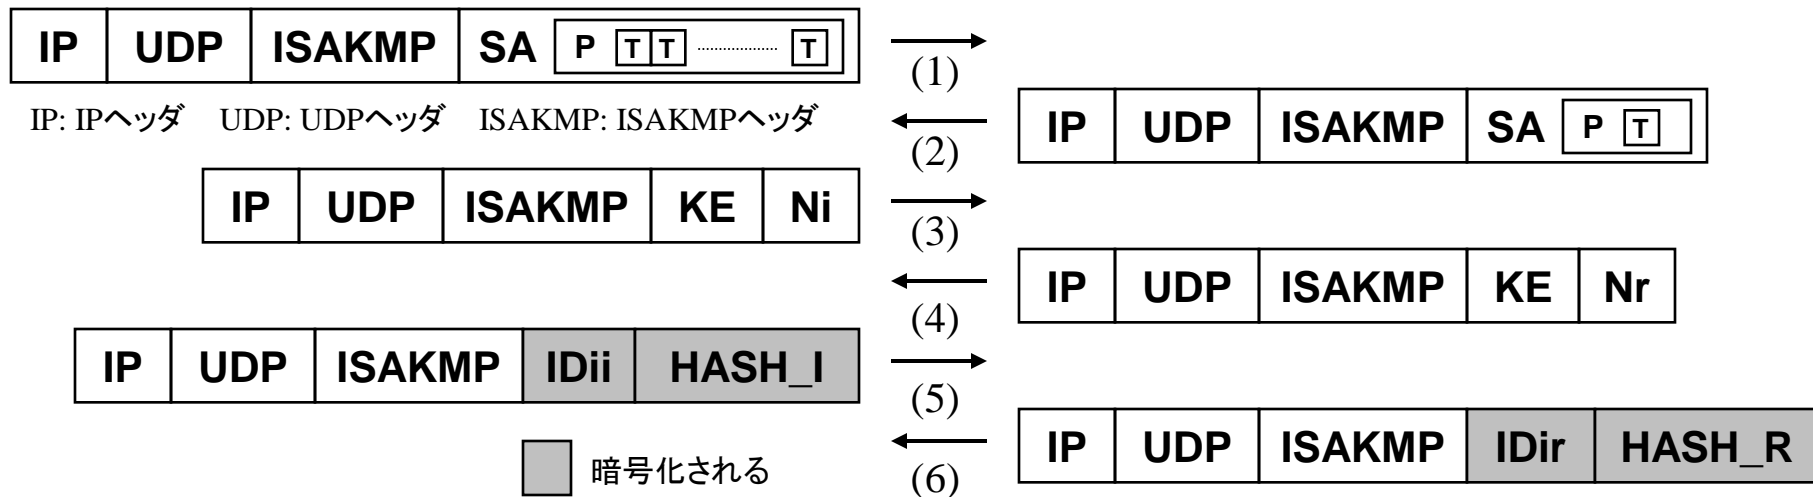 IP UDP ISAKMP SA P T T T
(1)
IP: IPヘッダ UDP: UDPヘッダ ISAKMP: ISAKMPヘッダ
IP UDP ISAKMP SA P T
(2)
IP UDP ISAKMP KE Ni
(3)
IP UDP ISAKMP KE Nr
(4)
IP UDP ISAKMP IDii HASH_I
(5)
IP UDP ISAKMP IDir HASH_R
(6)
暗号化される